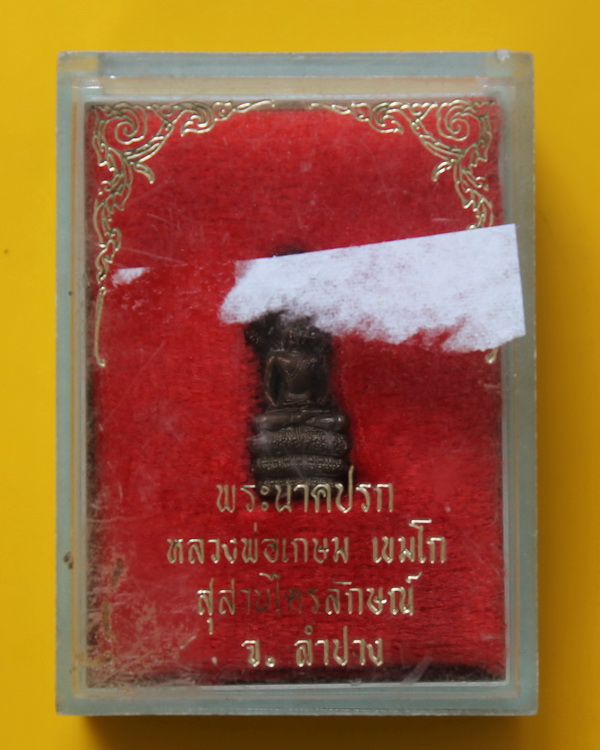 พระนาคปรก
หลวงพ่อเกษม เขมโก
สุสานไตรลักษณ์
จ. ลำปาง